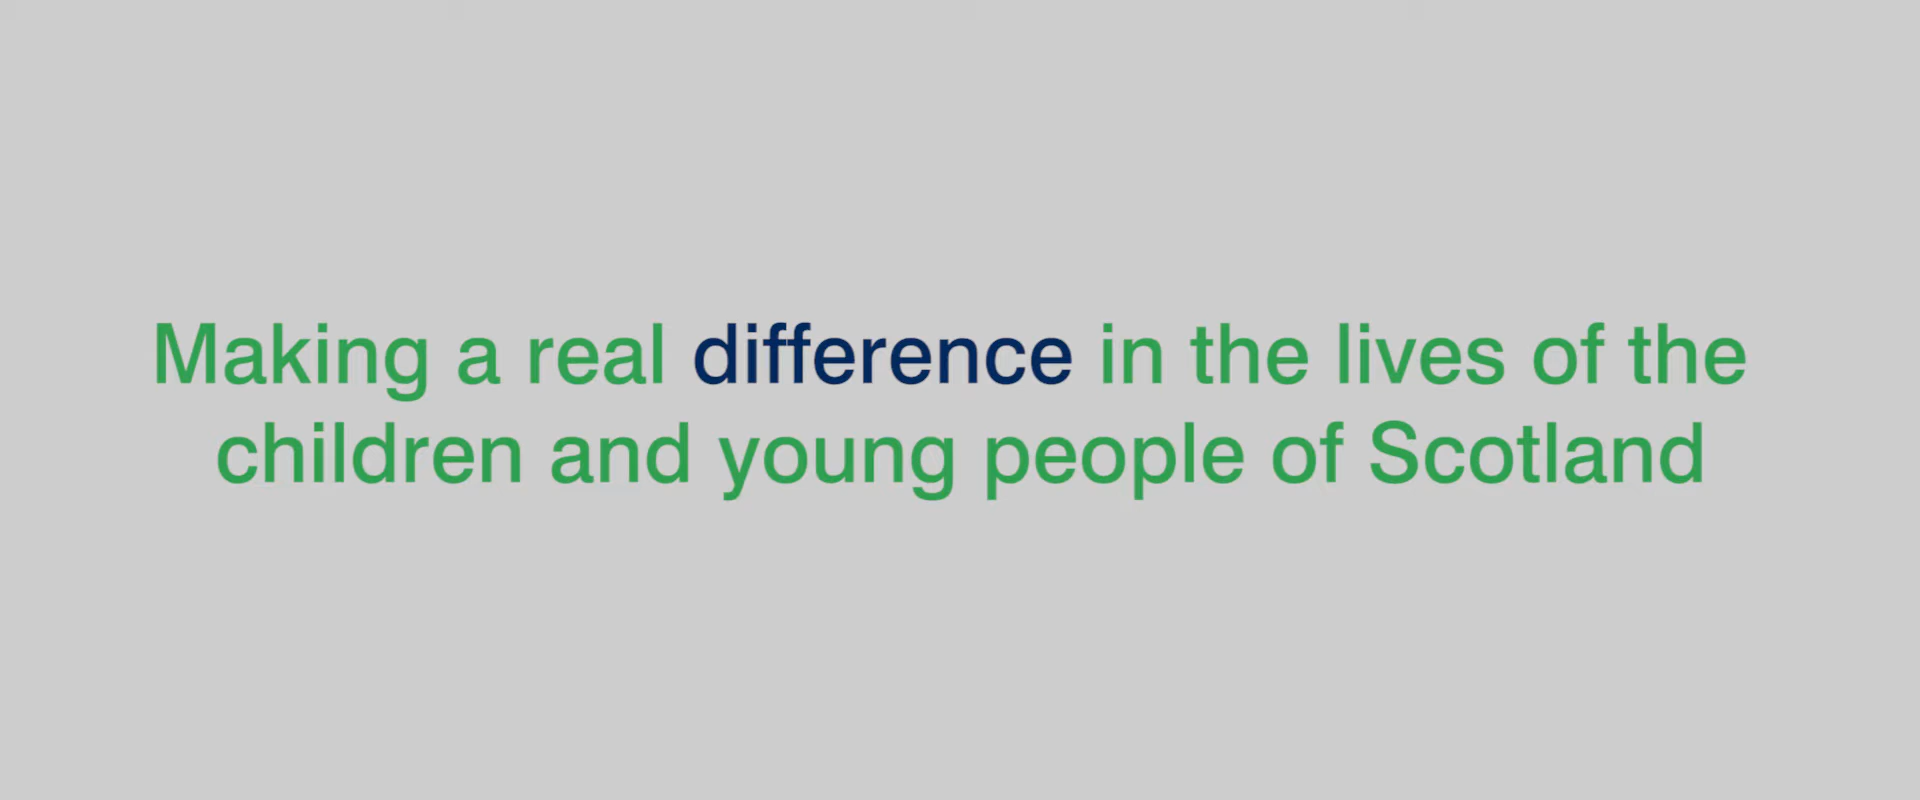 Making a real difference in the lives of the
children and young people of Scotland